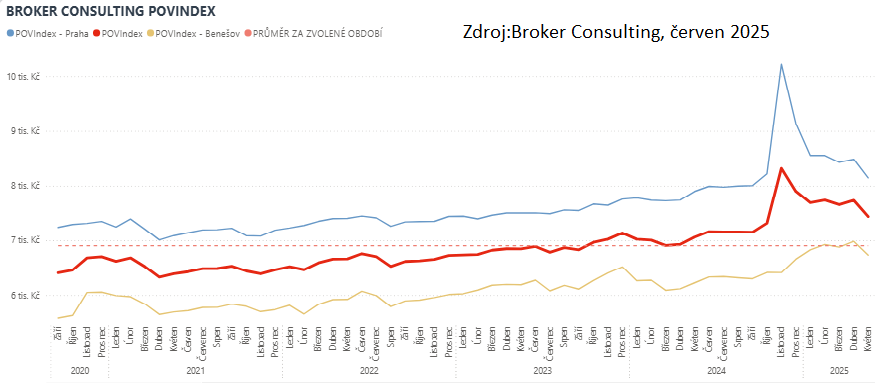 BROKER CONSULTING POVINDEX
POVIndex - Praha POVIndex POVIndex - Benešov PRŮMĚR ZA ZVOLENÉ OBDOBÍ
Zdroj:Broker Consulting, červen 2025
10 tis. Kč
9 tis. Kč
8 tis. Kč
7 tis. Kč
6 tis. Kč
Září Říjen Listopad Prosinec Leden Únor Březen Duben Květen Červen Červenec Srpen Září Říjen Listopad Prosinec Leden Únor Březen Duben Květen Červen Červenec Srpen Září Říjen Listopad Prosinec Leden Únor Březen Duben Květen Červen Červenec Srpen Září Říjen Listopad Prosinec Leden Únor Březen Duben Květen Červen Červenec Srpen Září Říjen Listopad Prosinec Leden Únor Březen Duben Květen
2020 2021 2022 2023 2024 2025